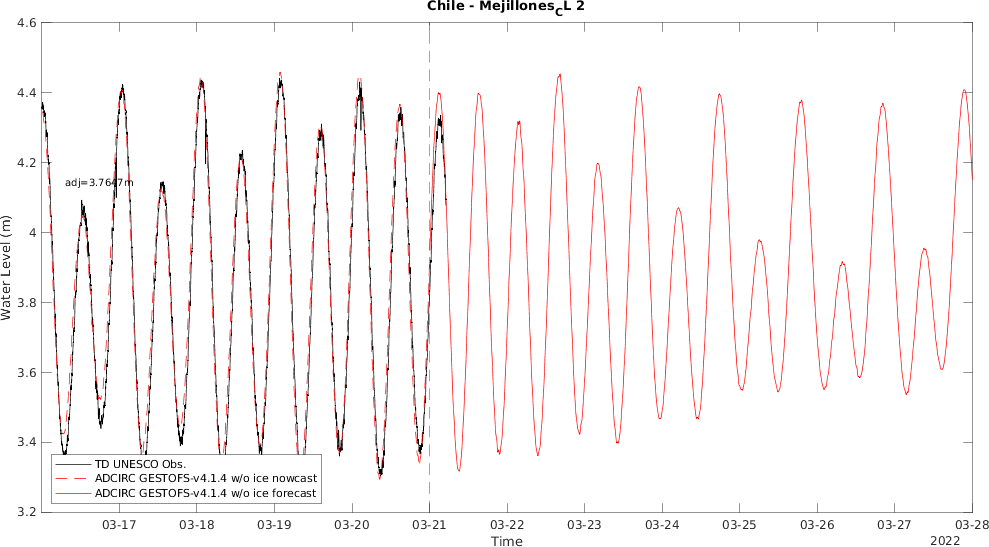 Chile - Mejillones_CL 2
4.6
4.4
4.2
4
3.8
3.6
3.4
3.2
Water Level (m)
adj=3.7647m
TD UNESCO Obs.
ADCIRC GESTOFS-v4.1.4 w/o ice nowcast
ADCIRC GESTOFS-v4.1.4 w/o ice forecast
03-17 03-18 03-19 03-20 03-21 03-22 03-23 03-24 03-25 03-26 03-27 03-28
Time
2022